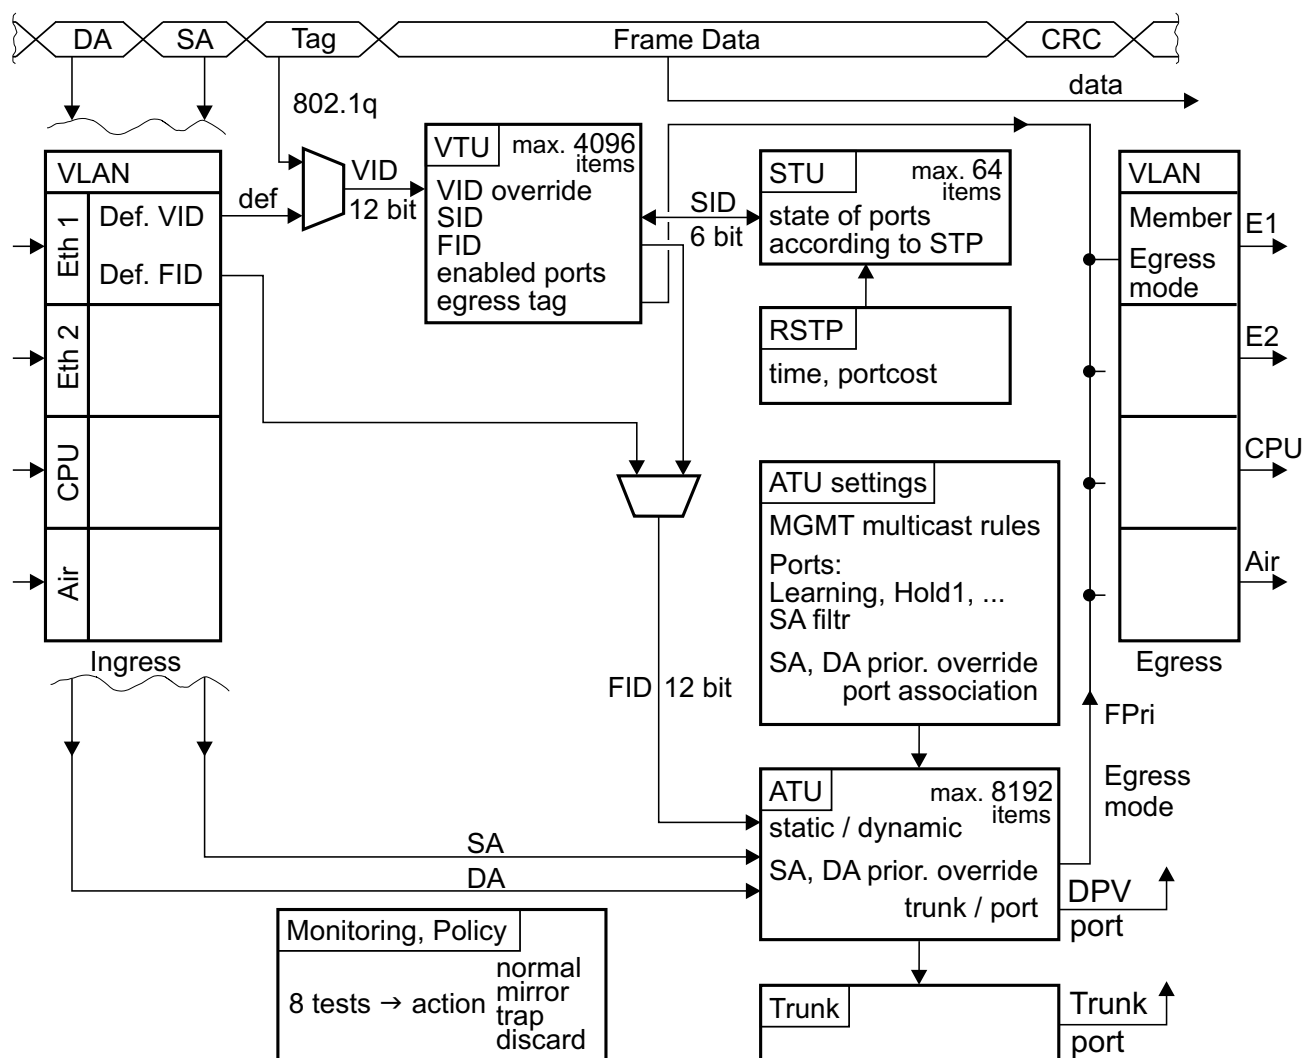 DA SA Tag Frame Data CRC
data
802.1q
VLAN
Eth 1
Def. VID
Def. FID
Eth 2
CPU
Air
Ingress
def
VID
12 bit
VTU
max. 4096
items
VID override
SID
FID
enabled ports
egress tag
SID
6 bit
STU
max. 64
items
state of ports
according to STP
RSTP
time, portcost
VLAN
Member
Egress
mode
E1
E2
CPU
Air
Egress
ATU settings
MGMT multicast rules
Ports:
Learning, Hold1, ...
SA filtr
SA, DA prior. override
port association
FID 12 bit
FPri
Egress
mode
ATU
max. 8192
items
static / dynamic
SA, DA prior. override
trunk / port
SA
DA
DPV
port
Monitoring, Policy
8 tests → action
normal
mirror
trap
discard
Trunk
Trunk
port